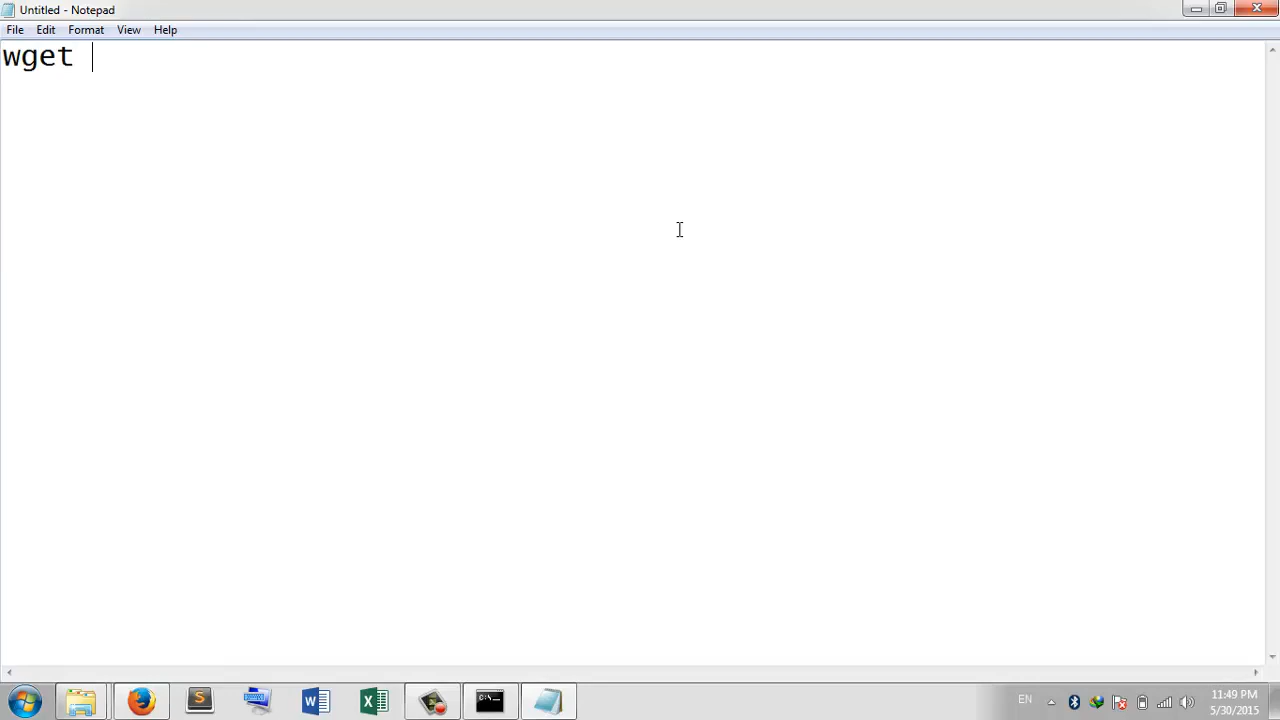 Untitled - Notepad
File Edit Format View Help
wget
EN
11:49 PM
5/30/2015